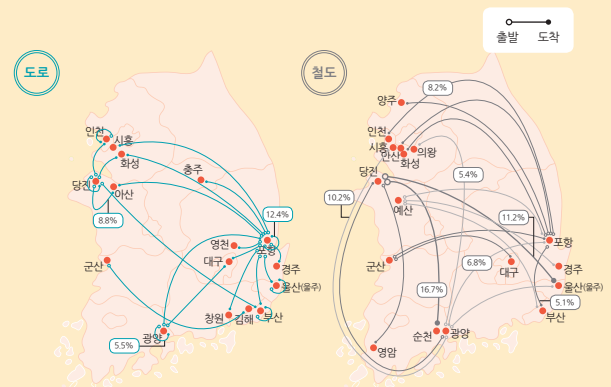 출발 도착
도로
인천
시흥
화성
당진
아산
충주
8.8%
12.4%
영천
포항
대구
경주
군산
울산(울주)
창원
김해
부산
광양
5.5%
철도
8.2%
양주
인천
시흥
안산
의왕
화성
당진
5.4%
10.2%
예산
11.2%
포항
군산
6.8%
대구
경주
울산(울주)
16.7%
5.1%
부산
순천
광양
영암